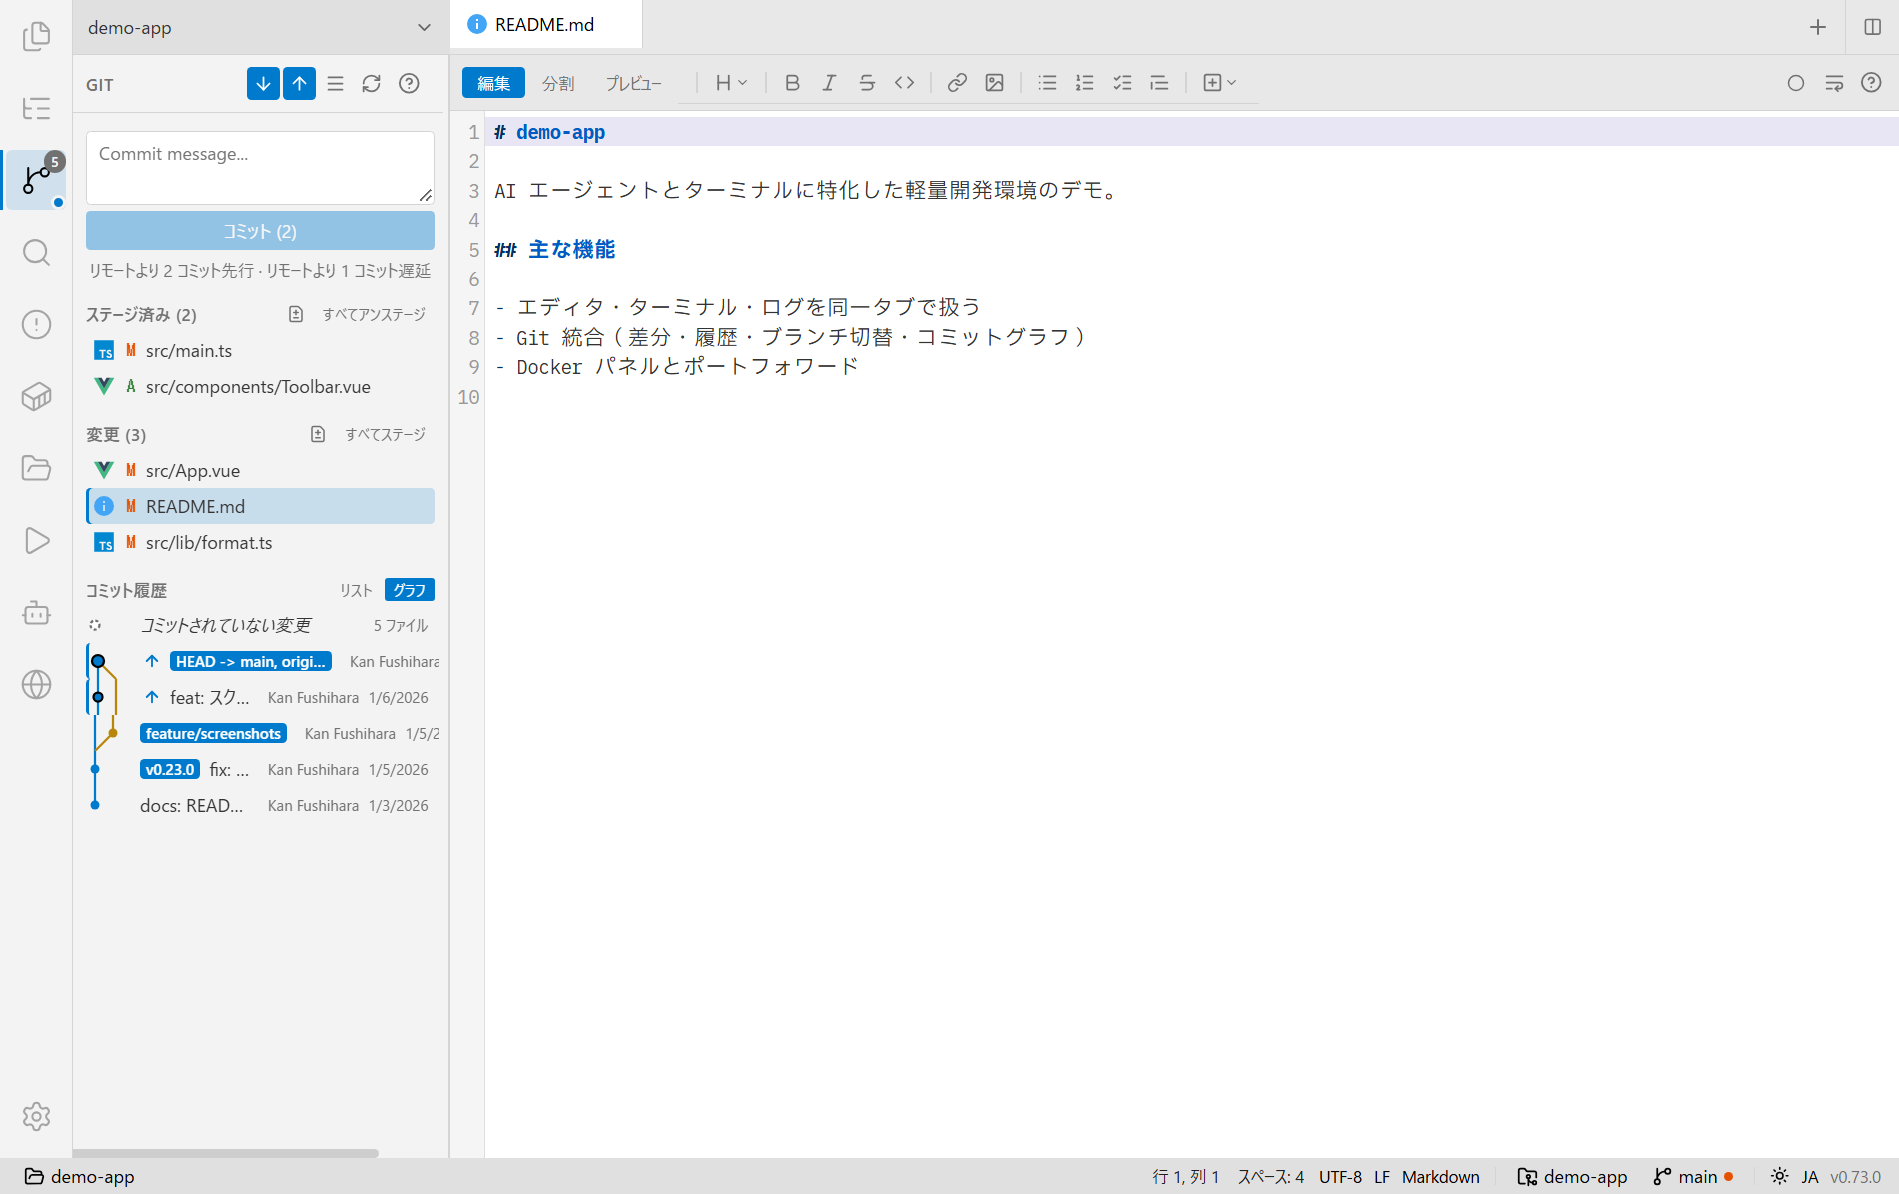 demo-app
README.md
GIT
編集
分割
プレビュー
H
B
I
S
5
Commit message...
コミット (2)
リモートより 2 コミット先行 · リモートより 1 コミット遅延
ステージ済み (2)
すべてアンステージ
TS M src/main.ts
A src/components/Toolbar.vue
変更 (3)
すべてステージ
M src/App.vue
M README.md
TS M src/lib/format.ts
コミット履歴
リスト
グラフ
コミットされていない変更
5 ファイル
HEAD -> main, origi...
Kan Fushihara
feat: スク...
Kan Fushihara
1/6/2026
feature/screenshots
Kan Fushihara
1/5/2
v0.23.0
fix: ...
Kan Fushihara
1/5/2026
docs: READ...
Kan Fushihara
1/3/2026
1 # demo-app
2
3 AI エージェントとターミナルに特化した軽量開発環境のデモ。
4
5 ## 主な機能
6
7 - エディタ・ターミナル・ログを同一タブで扱う
8 - Git 統合（差分・履歴・ブランチ切替・コミットグラフ）
9 - Docker パネルとポートフォワード
10
demo-app
行 1, 列 1
スペース: 4
UTF-8
LF
Markdown
demo-app
main
JA
v0.73.0